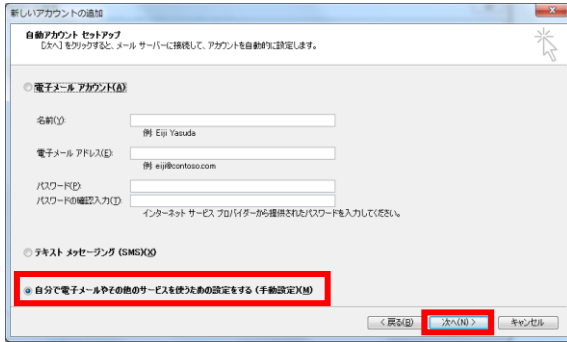 新しいアカウントの追加
自動アカウント セットアップ
[次へ] をクリックすると、メール サーバーに接続して、アカウントを自動的に設定します。
電子メール アカウント(A)
名前(Y):
例: Eiji Yasuda
電子メール アドレス(E):
例: eiji@contoso.com
パスワード(P):
パスワードの確認入力(T):
インターネット サービス プロバイダーから提供されたパスワードを入力してください。
テキスト メッセージング (SMS)(X)
自分で電子メールやその他のサービスを使うための設定をする (手動設定)(M)
< 戻る(B) 次へ(N) > キャンセル